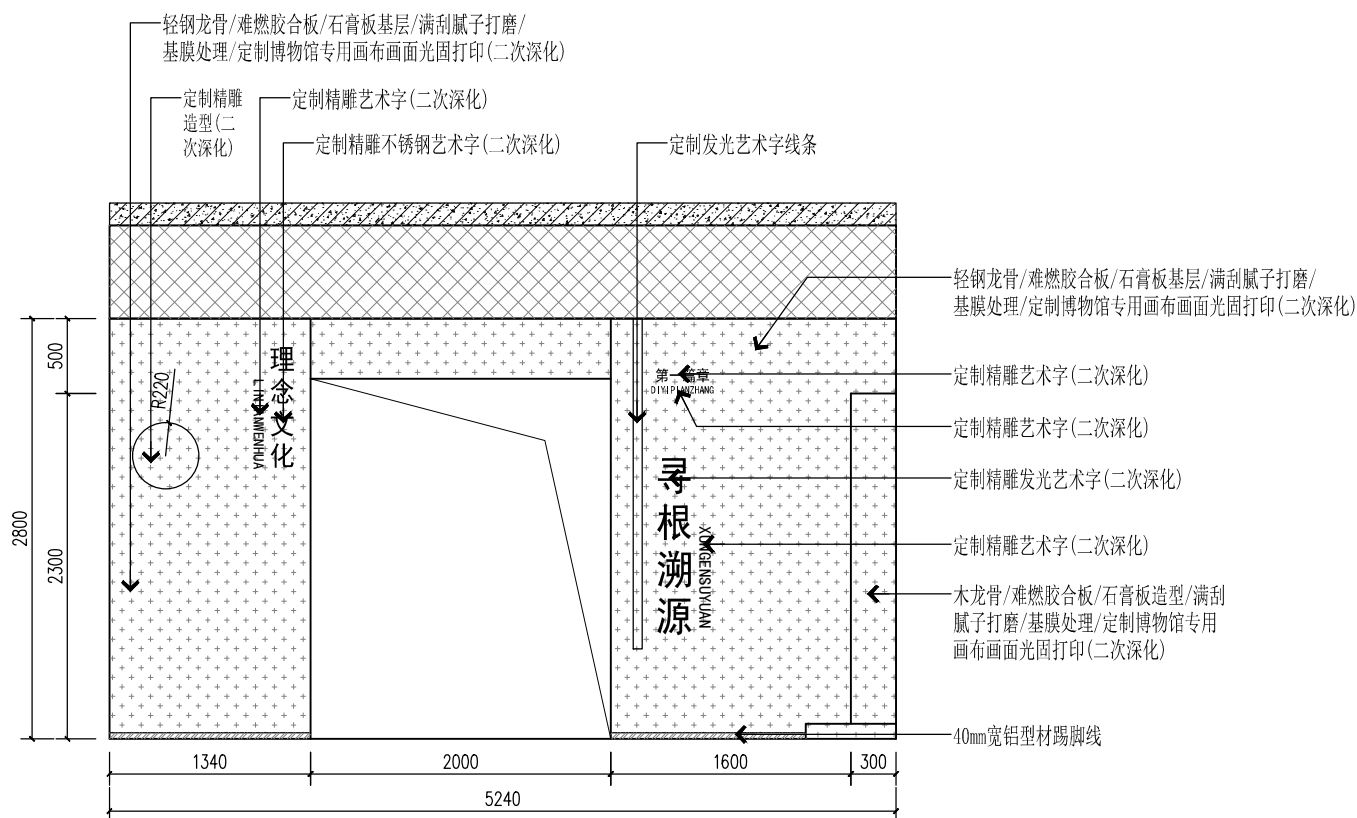 轻钢龙骨/难燃胶合板/石膏板基层/满刮腻子打磨/
基膜处理/定制博物馆专用画布画面光固打印(二次深化)
定制精雕
造型(二
次深化)
定制精雕艺术字(二次深化)
定制精雕不锈钢艺术字(二次深化)
定制发光艺术字线条
轻钢龙骨/难燃胶合板/石膏板基层/满刮腻子打磨/
基膜处理/定制博物馆专用画布画面光固打印(二次深化)
定制精雕艺术字(二次深化)
定制精雕艺术字(二次深化)
定制精雕发光艺术字(二次深化)
定制精雕艺术字(二次深化)
木龙骨/难燃胶合板/石膏板造型/满刮
腻子打磨/基膜处理/定制博物馆专用
画布画面光固打印(二次深化)
40mm宽铝型材踢脚线
理念文化
R220
第一篇章
DIYIPIANZHANG
寻根溯源
XUNGENSUYUAN
500
2300
2800
1340
2000
1600
300
5240